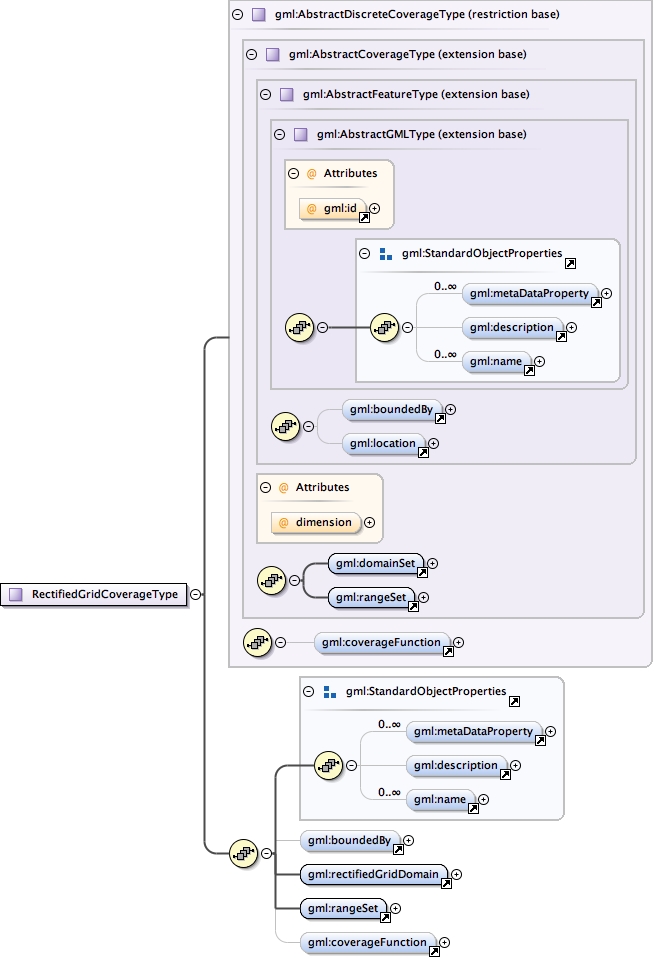 gml:AbstractDiscreteCoverageType (restriction base)
gml:AbstractCoverageType (extension base)
gml:AbstractFeatureType (extension base)
gml:AbstractGMLType (extension base)
@ Attributes
@ gml:id
gml:StandardObjectProperties
0..∞
gml:metaDataProperty
gml:description
0..∞
gml:name
gml:boundedBy
gml:location
@ Attributes
@ dimension
gml:domainSet
gml:rangeSet
RectifiedGridCoverageType
gml:coverageFunction
gml:StandardObjectProperties
0..∞
gml:metaDataProperty
gml:description
0..∞
gml:name
gml:boundedBy
gml:rectifiedGridDomain
gml:rangeSet
gml:coverageFunction